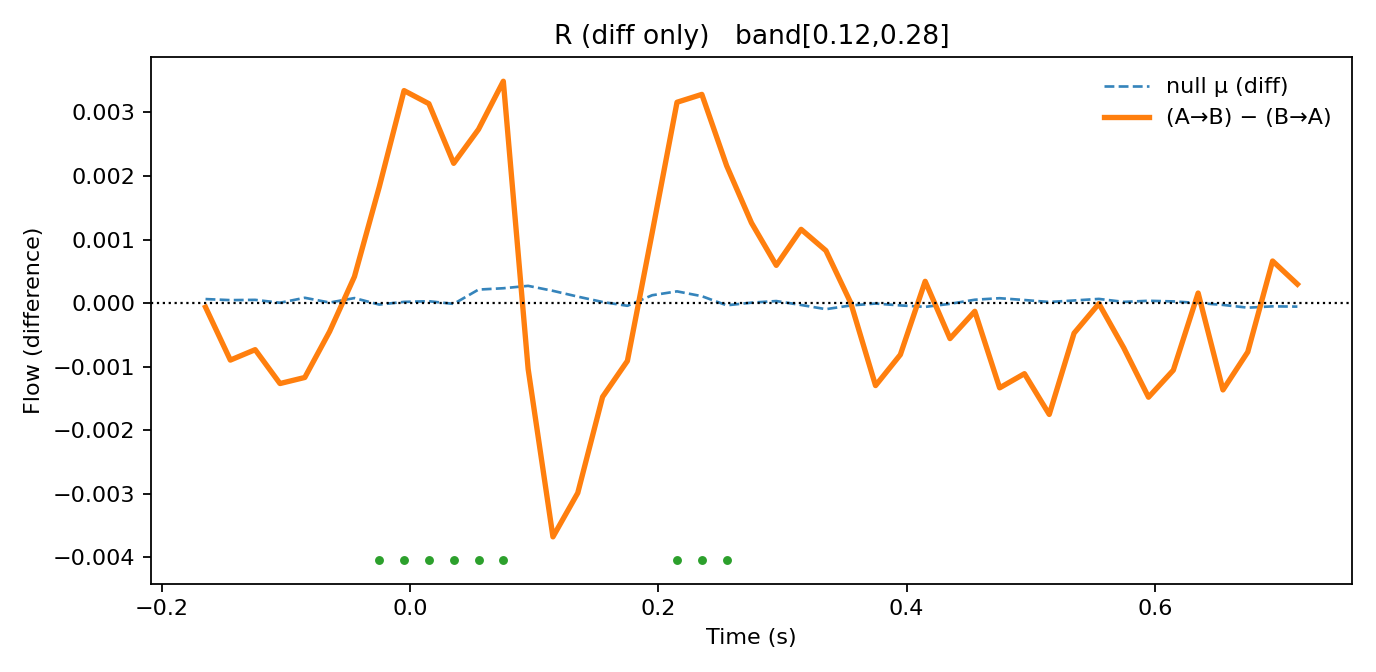 R (diff only)   band[0.12,0.28]
null μ (diff)
(A→B) − (B→A)
Flow (difference)
0.003
0.002
0.001
0.000
−0.001
−0.002
−0.003
−0.004
−0.2
0.0
0.2
0.4
0.6
Time (s)